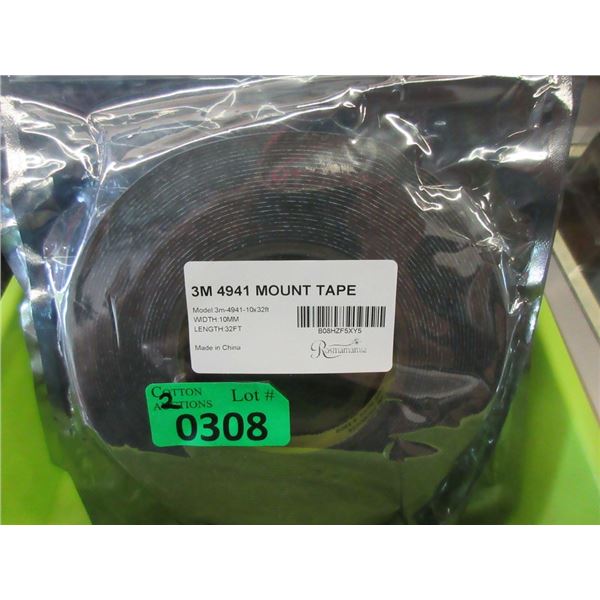 3M 4941 MOUNT TAPE
Model:3m-4941-10x32ft
WIDTH:10MM
LENGTH:32FT
B08HZF5XY5
Made in China
Rosmamama
COTTON Lot #
AUCTIONS
2
0308